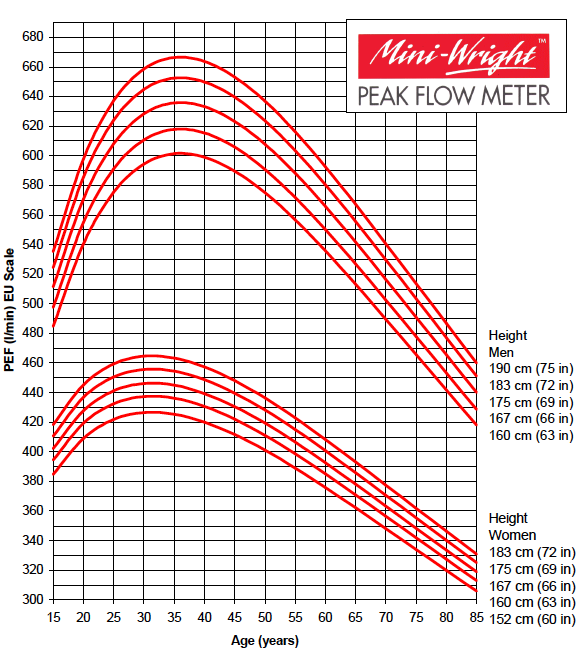 Mini-Wright™
PEAK FLOW METER
PEF (l/min) EU Scale
680
660
640
620
600
580
560
540
520
500
480
460
440
420
400
380
360
340
320
300
Height
Men
190 cm (75 in)
183 cm (72 in)
175 cm (69 in)
167 cm (66 in)
160 cm (63 in)
Height
Women
183 cm (72 in)
175 cm (69 in)
167 cm (66 in)
160 cm (63 in)
152 cm (60 in)
15 20 25 30 35 40 45 50 55 60 65 70 75 80 85
Age (years)